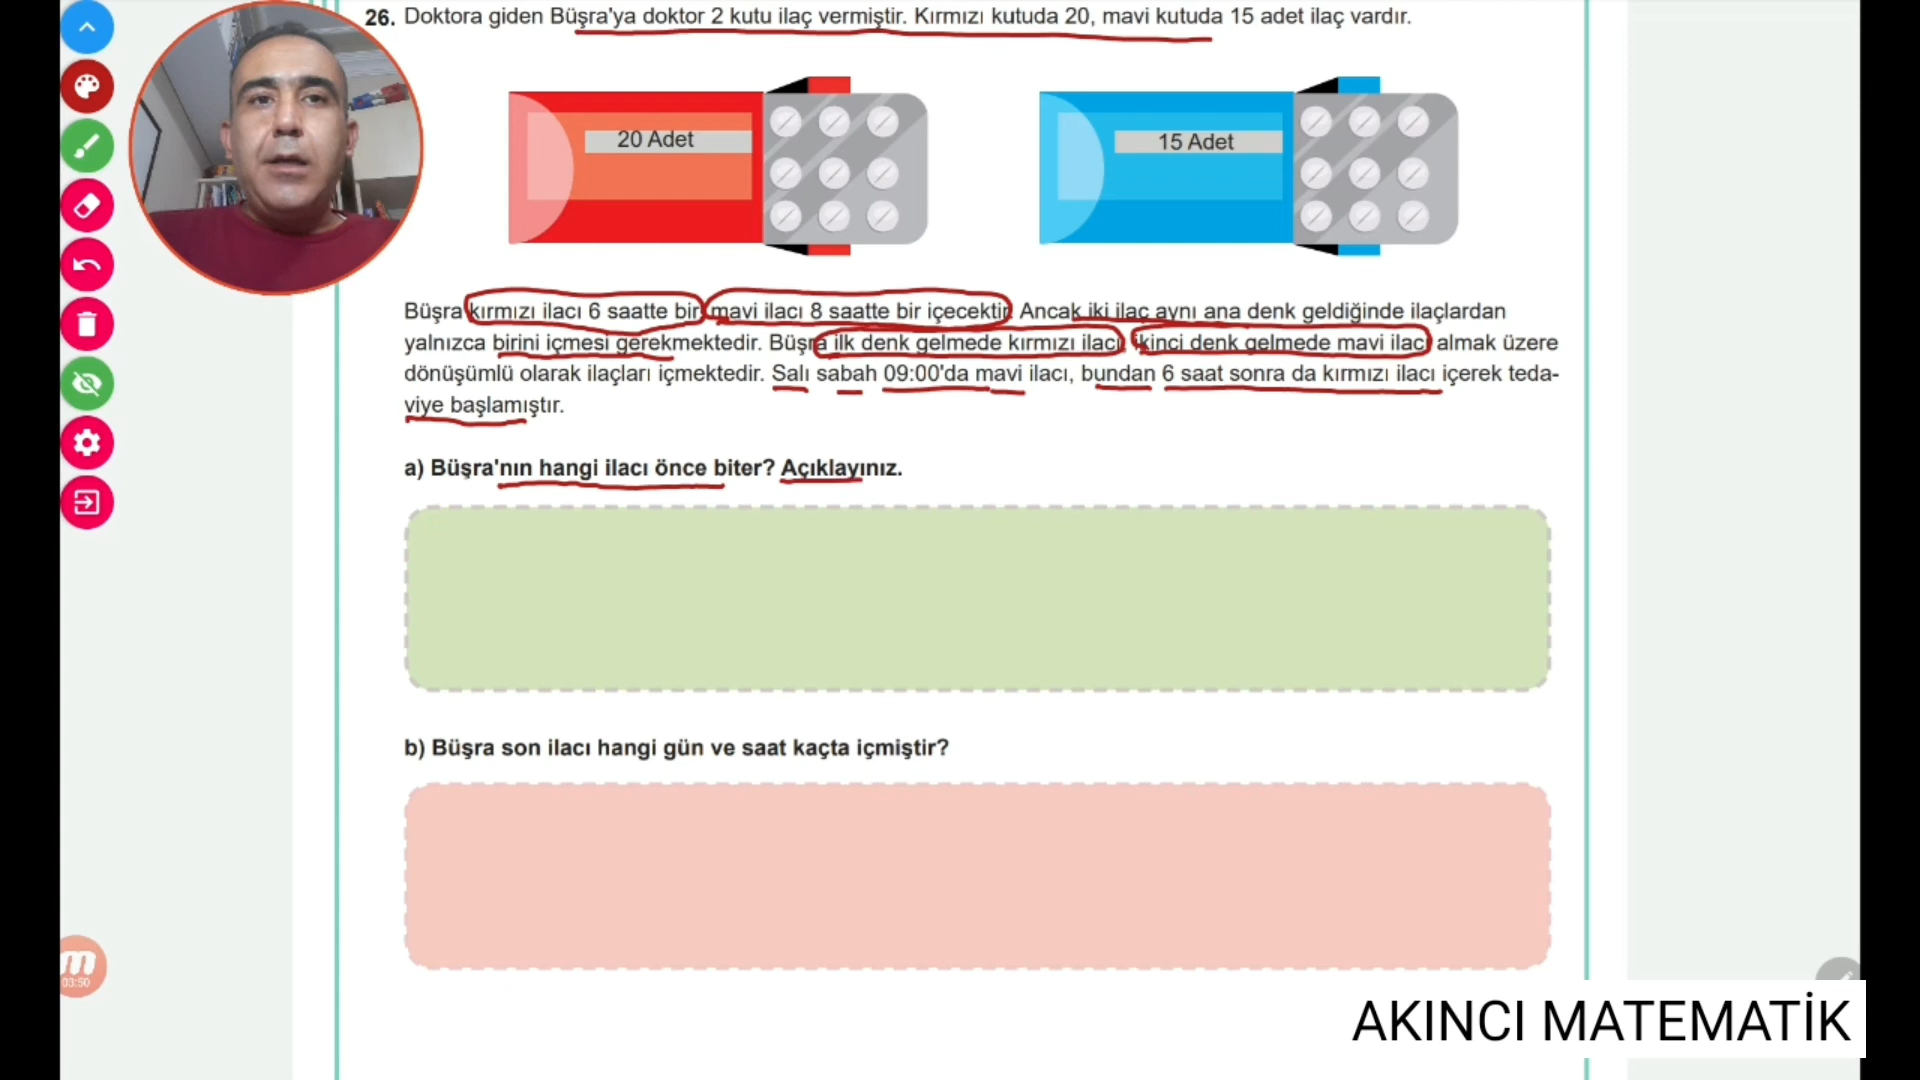 26. Doktora giden Büşra'ya doktor 2 kutu ilaç vermiştir. Kırmızı kutuda 20, mavi kutuda 15 adet ilaç vardır.
20 Adet
15 Adet
Büşra kırmızı ilacı 6 saatte bir, mavi ilacı 8 saatte bir içecektir. Ancak iki ilaç aynı ana denk geldiğinde ilaçlardan
yalnızca birini içmesi gerekmektedir. Büşra ilk denk gelmede kırmızı ilacı, ikinci denk gelmede mavi ilacı almak üzere
dönüşümlü olarak ilaçları içmektedir. Salı sabah 09:00'da mavi ilacı, bundan 6 saat sonra da kırmızı ilacı içerek teda-
viye başlamıştır.
a) Büşra'nın hangi ilacı önce biter? Açıklayınız.
b) Büşra son ilacı hangi gün ve saat kaçta içmiştir?
m
03:50
AKINCI MATEMATİK